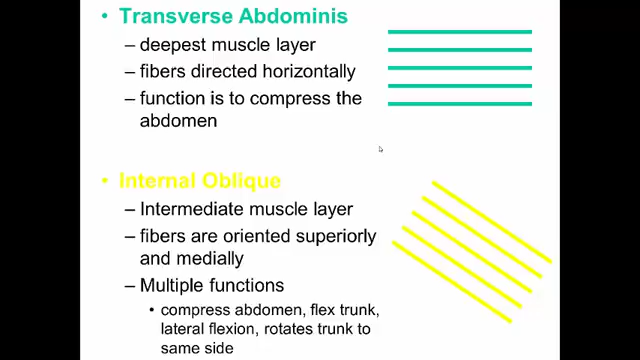 • Transverse Abdominis
– deepest muscle layer
– fibers directed horizontally
– function is to compress the
abdomen
• Internal Oblique
– Intermediate muscle layer
– fibers are oriented superiorly
and medially
– Multiple functions
• compress abdomen, flex trunk,
lateral flexion, rotates trunk to
same side